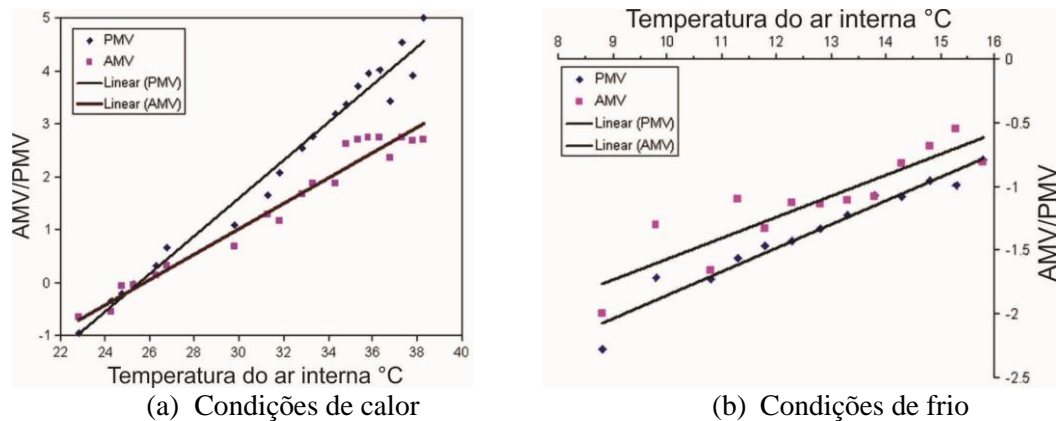 5
4
3
2
1
0
-1
PMV
AMV
Linear (PMV)
Linear (AMV)
AMV/PMV
22 24 26 28 30 32 34 36 38 40
Temperatura do ar interna °C
(a) Condições de calor
Temperatura do ar interna °C
8 9 10 11 12 13 14 15 16
0
-0.5
-1
-1.5
-2
-2.5
PMV
AMV
Linear (PMV)
Linear (AMV)
AMV/PMV
(b) Condições de frio